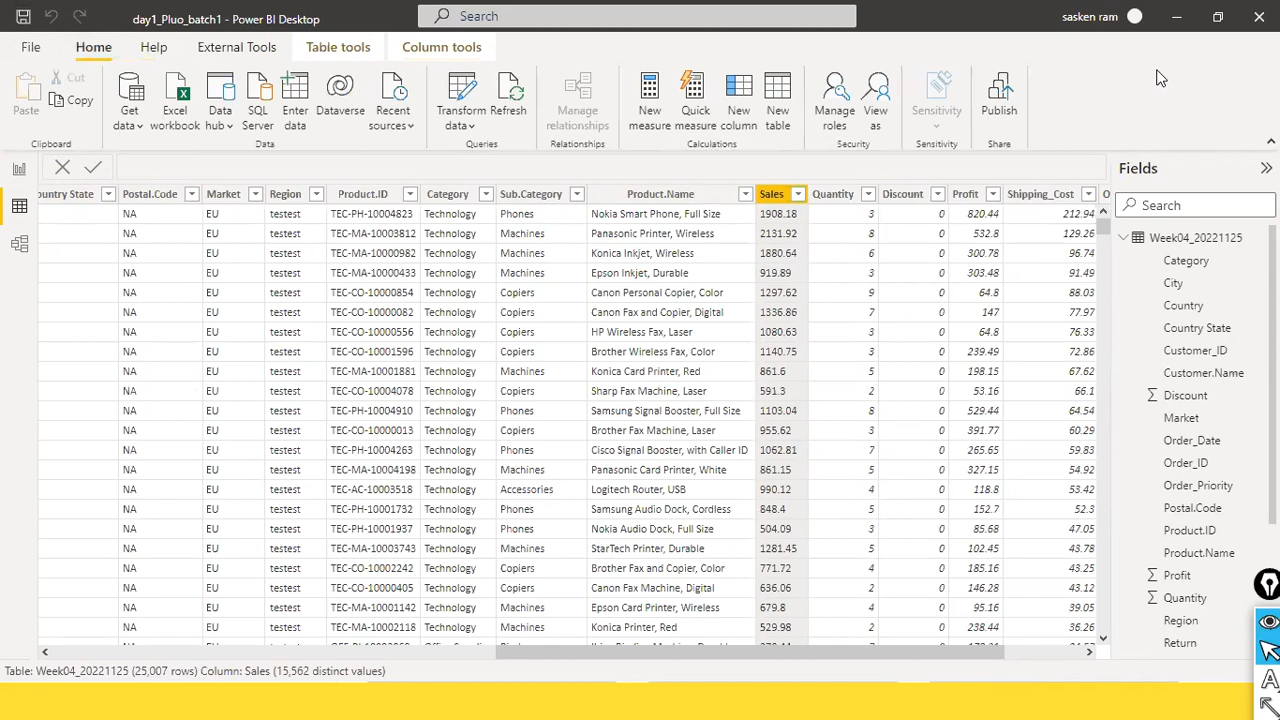 day1_Pluo_batch1 - Power BI Desktop
Search
sasken ram
File
Home
Help
External Tools
Table tools
Column tools
Paste
Cut
Copy
Get data
Excel workbook
Data hub
SQL Server
Enter data
Dataverse
Recent sources
Transform data
Refresh
Manage relationships
New measure
Quick measure
New column
New table
Manage roles
View as
Sensitivity
Publish
Clipboard
Data
Queries
Relationships
Calculations
Security
Sensitivity
Share
ountry State Postal.Code Market Region Product.ID Category Sub.Category Product.Name Sales Quantity Discount Profit Shipping_Cost O
NA EU testest TEC-PH-10004823 Technology Phones Nokia Smart Phone, Full Size 1908.18 3 0 820.44 212.94
NA EU testest TEC-MA-10003812 Technology Machines Panasonic Printer, Wireless 2131.92 8 0 532.8 129.26
NA EU testest TEC-MA-10000982 Technology Machines Konica Inkjet, Wireless 1880.64 6 0 300.78 96.74
NA EU testest TEC-MA-10000433 Technology Machines Epson Inkjet, Durable 919.89 3 0 303.48 91.49
NA EU testest TEC-CO-10000854 Technology Copiers Canon Personal Copier, Color 1297.62 9 0 64.8 88.03
NA EU testest TEC-CO-10000082 Technology Copiers Canon Fax and Copier, Digital 1336.86 7 0 147 77.97
NA EU testest TEC-CO-10000556 Technology Copiers HP Wireless Fax, Laser 1080.63 3 0 64.8 76.33
NA EU testest TEC-CO-10001596 Technology Copiers Brother Wireless Fax, Color 1140.75 3 0 239.49 72.86
NA EU testest TEC-MA-10001881 Technology Machines Konica Card Printer, Red 861.6 5 0 198.15 67.62
NA EU testest TEC-CO-10004078 Technology Copiers Sharp Fax Machine, Laser 591.3 2 0 53.16 66.1
NA EU testest TEC-PH-10004910 Technology Phones Samsung Signal Booster, Full Size 1103.04 8 0 529.44 64.54
NA EU testest TEC-CO-10000013 Technology Copiers Brother Fax Machine, Laser 955.62 3 0 391.77 60.29
NA EU testest TEC-PH-10004263 Technology Phones Cisco Signal Booster, with Caller ID 1062.81 7 0 265.65 59.83
NA EU testest TEC-MA-10004198 Technology Machines Panasonic Card Printer, White 861.15 5 0 327.15 54.92
NA EU testest TEC-AC-10003518 Technology Accessories Logitech Router, USB 990.12 4 0 118.8 53.42
NA EU testest TEC-PH-10001732 Technology Phones Samsung Audio Dock, Cordless 848.4 5 0 152.7 52.3
NA EU testest TEC-PH-10001937 Technology Phones Nokia Audio Dock, Full Size 504.09 3 0 85.68 47.05
NA EU testest TEC-MA-10003743 Technology Machines StarTech Printer, Durable 1281.45 5 0 102.45 43.78
NA EU testest TEC-CO-10002242 Technology Copiers Brother Fax and Copier, Color 771.72 4 0 185.16 43.25
NA EU testest TEC-CO-10000405 Technology Copiers Canon Fax Machine, Digital 636.06 2 0 146.28 43.12
NA EU testest TEC-MA-10001142 Technology Machines Epson Card Printer, Wireless 679.8 4 0 95.16 39.05
NA EU testest TEC-MA-10002118 Technology Machines Konica Printer, Red 529.98 2 0 238.44 36.26
Table: Week04_20221125 (25,007 rows) Column: Sales (15,562 distinct values)
Fields
Search
Week04_20221125
Category
City
Country
Country State
Customer_ID
Customer.Name
Discount
Market
Order_Date
Order_ID
Order_Priority
Postal.Code
Product.ID
Product.Name
Profit
Quantity
Region
Return